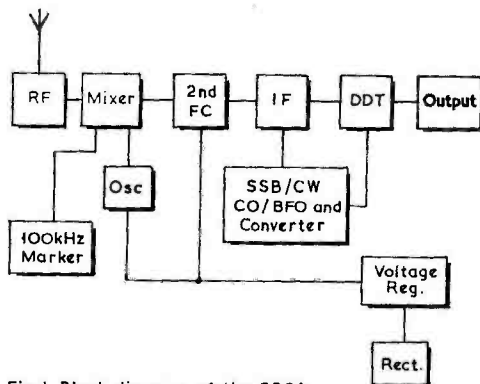 RF
Mixer
2nd
FC
IF
DDT
Output
Osc
SSB/CW
CO/BFO and
Converter
100kHz
Marker
Voltage
Reg.
Rect.